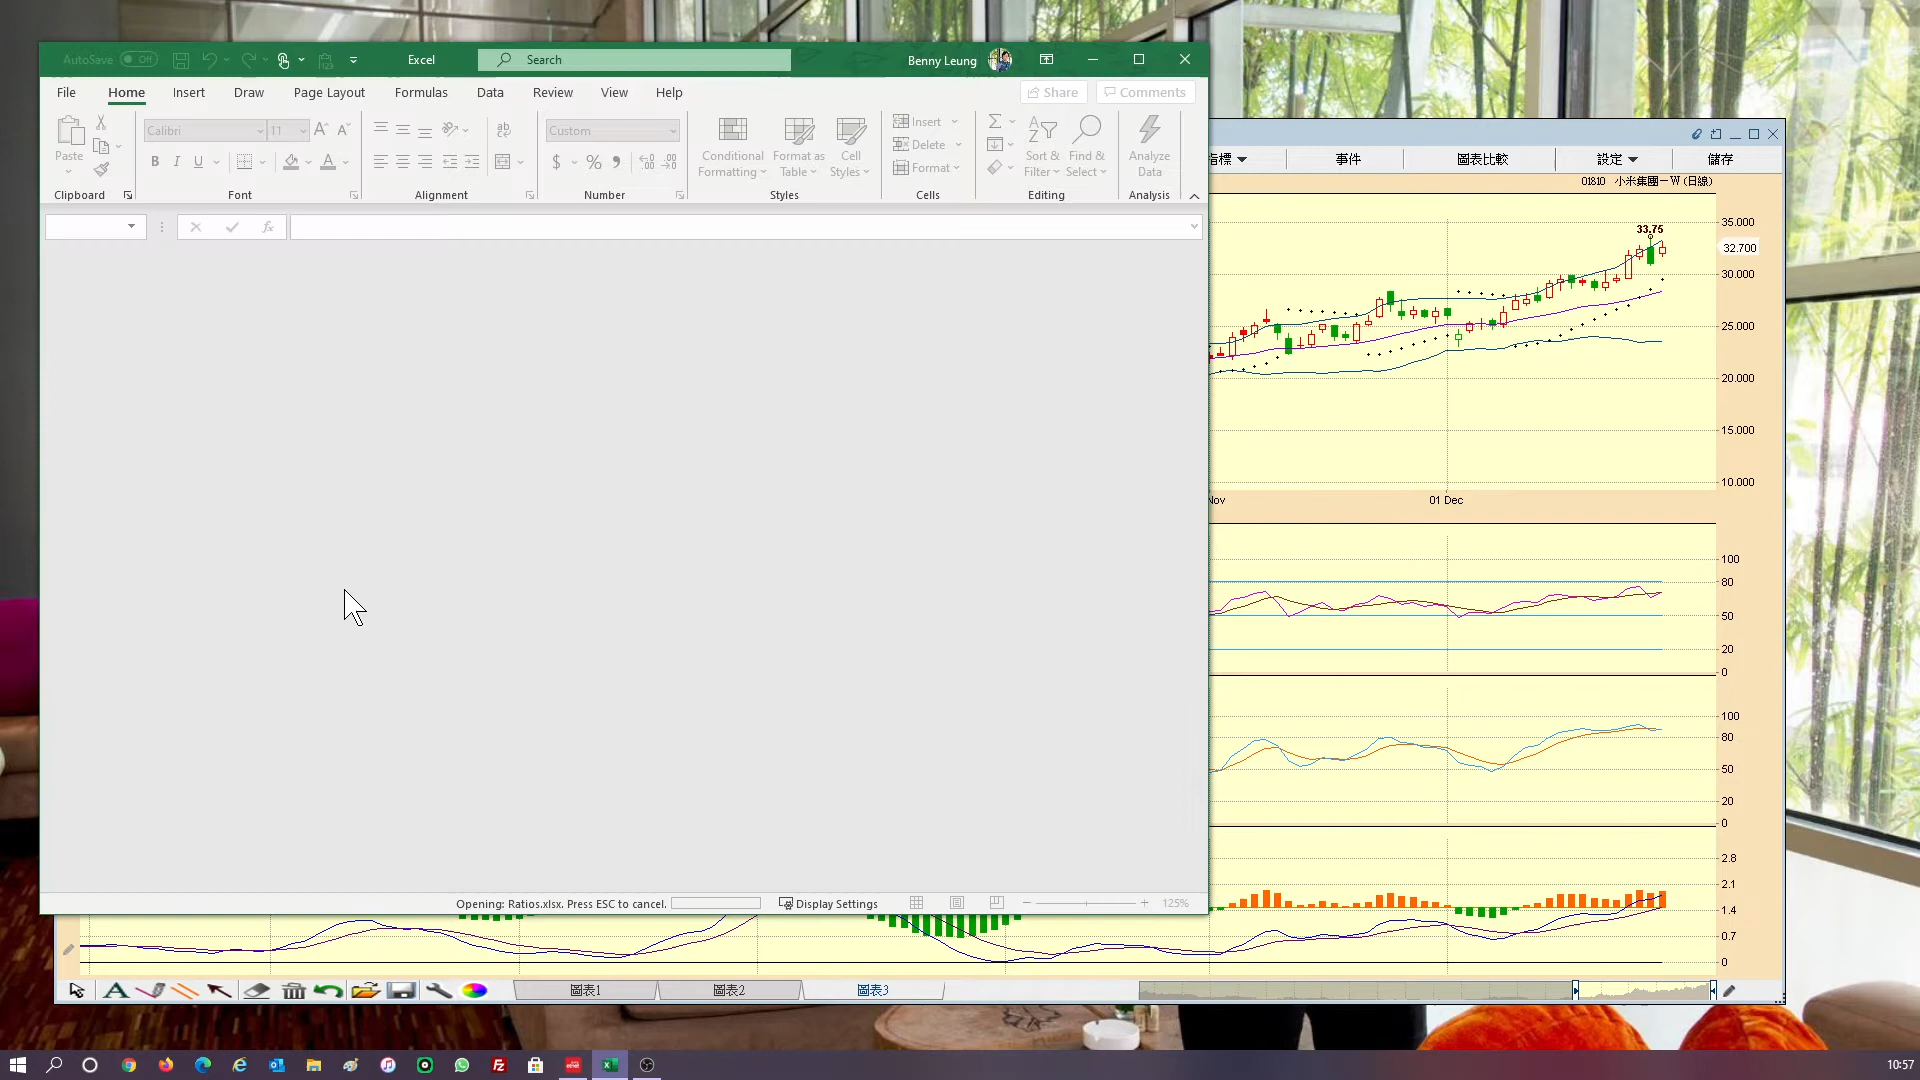 AutoSave Off Excel Search Benny Leung
File Home Insert Draw Page Layout Formulas Data Review View Help Share Comments
Calibri 11 Custom Insert
Paste Conditional Formatting Format as Table Cell Styles Delete Sort & Filter Find & Select Analyze Data
B I U $ % Format
Clipboard Font Alignment Number Styles Cells Editing Analysis
fx
指標 事件 圖表比較 設定 儲存
01810 小米集團－W (日線)
35.000
33.75
32.700
30.000
25.000
20.000
15.000
10.000
Nov 01 Dec
100
80
50
20
0
100
80
50
20
0
2.8
2.1
1.4
0.7
0
Opening: Ratios.xlsx. Press ESC to cancel. Display Settings 125%
圖表1 圖表2 圖表3
10:57